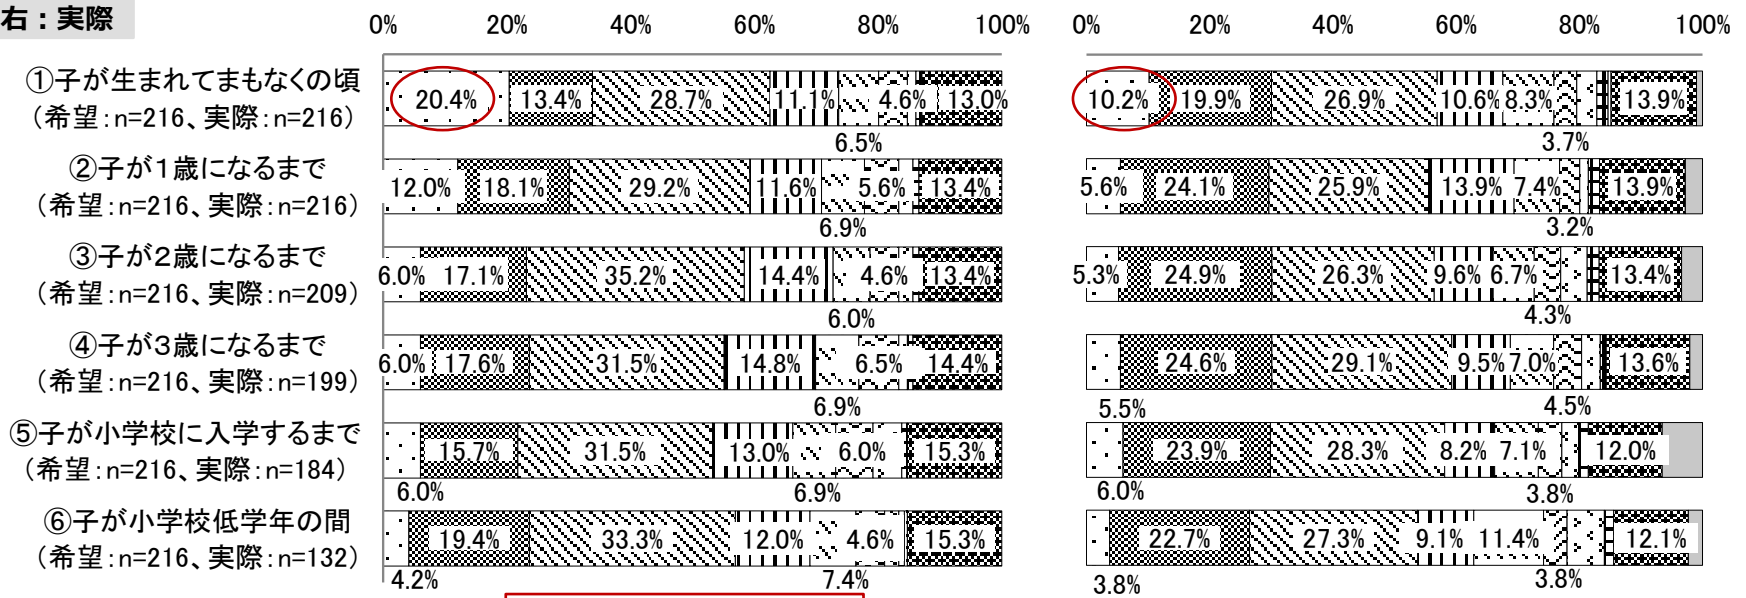 右：実際
0% 20% 40% 60% 80% 100% 0% 20% 40% 60% 80% 100%
①子が生まれてまもなくの頃
（希望：n=216、実際：n=216）
20.4% 13.4% 28.7% 11.1% 4.6% 13.0% 10.2% 19.9% 26.9% 10.6% 8.3% 13.9%
6.5% 3.7%
②子が１歳になるまで
（希望：n=216、実際：n=216）
12.0% 18.1% 29.2% 11.6% 5.6% 13.4% 5.6% 24.1% 25.9% 13.9% 7.4% 13.9%
6.9% 3.2%
③子が２歳になるまで
（希望：n=216、実際：n=209）
6.0% 17.1% 35.2% 14.4% 4.6% 13.4% 5.3% 24.9% 26.3% 9.6% 6.7% 13.4%
6.0% 4.3%
④子が３歳になるまで
（希望：n=216、実際：n=199）
6.0% 17.6% 31.5% 14.8% 6.5% 14.4% 24.6% 29.1% 9.5% 7.0% 13.6%
6.9% 5.5% 4.5%
⑤子が小学校に入学するまで
（希望：n=216、実際：n=184）
15.7% 31.5% 13.0% 6.0% 15.3% 23.9% 28.3% 8.2% 7.1% 12.0%
6.0% 6.9% 6.0% 3.8%
⑥子が小学校低学年の間
（希望：n=216、実際：n=132）
19.4% 33.3% 12.0% 4.6% 15.3% 22.7% 27.3% 9.1% 11.4% 12.1%
4.2% 7.4% 3.8% 3.8%